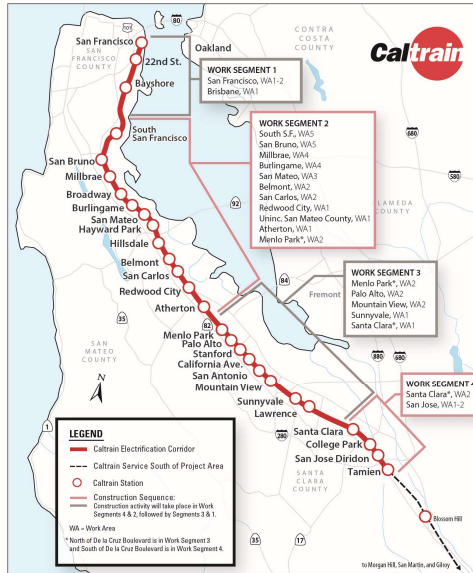 101
80
San Francisco
SAN
FRANCISCO
COUNTY
Oakland
CONTRA
COSTA
COUNTY
Caltrain
22nd St.
Bayshore
WORK SEGMENT 1
San Francisco, WA1-2
Brisbane, WA1
South
San Francisco
WORK SEGMENT 2
South S.F., WA5
San Bruno, WA5
Millbrae, WA4
Burlingame, WA4
San Mateo, WA3
Belmont, WA2
San Carlos, WA2
Redwood City, WA1
Uninc. San Mateo County, WA1
Atherton, WA1
Menlo Park*, WA2
680
580
San Bruno
Millbrae
Broadway
Burlingame
San Mateo
Hayward Park
Hillsdale
92
ALAMEDA
COUNTY
Belmont
San Carlos
Redwood City
Atherton
84
Fremont
WORK SEGMENT 3
Menlo Park*, WA2
Palo Alto, WA2
Mountain View, WA2
Sunnyvale, WA1
Santa Clara*, WA1
35
82
SAN
MATEO
COUNTY
Menlo Park
Palo Alto
Stanford
California Ave.
San Antonio
Mountain View
880
680
N
Sunnyvale
Lawrence
WORK SEGMENT 4
Santa Clara*, WA2
San Jose, WA1-2
1
280
Santa Clara
College Park
San Jose Diridon
Tamien
SANTA
CLARA
COUNTY
LEGEND
Caltrain Electrification Corridor
Caltrain Service South of Project Area
Caltrain Station
Construction Sequence:
Construction activity will take place in Work
Segments 4 & 2, followed by Segments 3 & 1.
WA = Work Area
* North of De la Cruz Boulevard is in Work Segment 3
and South of De la Cruz Boulevard is in Work Segment 4.
35
17
Blossom Hill
to Morgan Hill, San Martin, and Gilroy